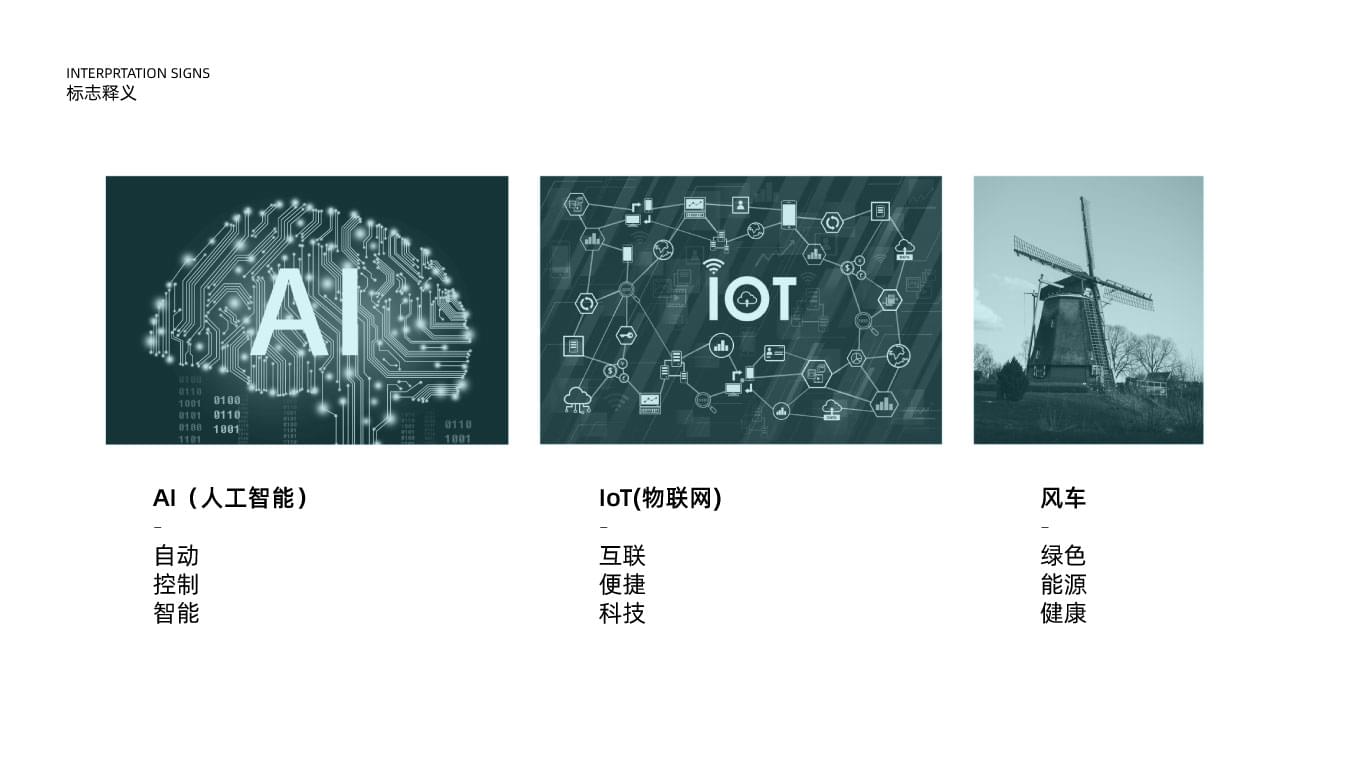 INTERPRTATION SIGNS
标志释义
AI
0100
0110
1001
0101
1101
0100
0110
1001
0110
1001
IOT
AI（人工智能）
–
自动
控制
智能
IoT(物联网)
–
互联
便捷
科技
风车
–
绿色
能源
健康